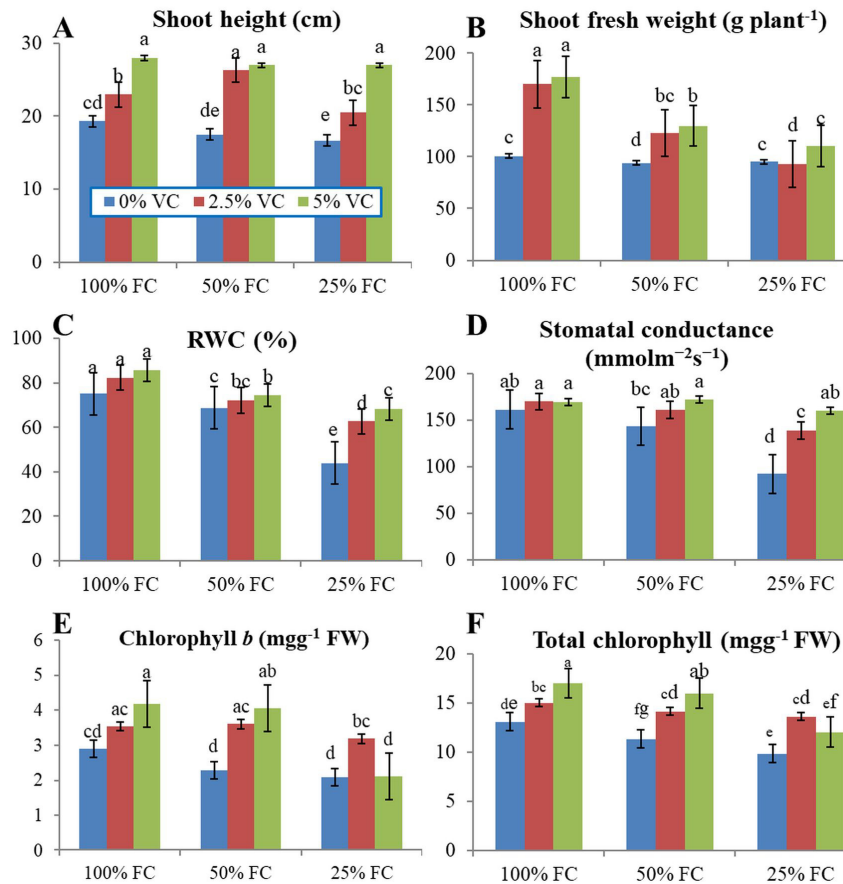 A
Shoot height (cm)
30
20
10
0
cd
b
a
de
a
a
e
bc
a
0% VC
2.5% VC
5% VC
100% FC
50% FC
25% FC
B
Shoot fresh weight (g plant⁻¹)
200
150
100
50
0
c
a
a
d
bc
b
c
d
c
100% FC
50% FC
25% FC
C
RWC (%)
100
80
60
40
20
0
a
a
a
c
bc
b
e
d
c
100% FC
50% FC
25% FC
D
Stomatal conductance
(mmolm⁻²s⁻¹)
200
150
100
50
0
ab
a
a
bc
ab
a
d
c
ab
100% FC
50% FC
25% FC
E
Chlorophyll b (mgg⁻¹ FW)
6
5
4
3
2
1
0
cd
ac
a
d
ac
ab
d
bc
d
100% FC
50% FC
25% FC
F
Total chlorophyll (mgg⁻¹ FW)
20
15
10
5
0
de
bc
a
fg
cd
ab
e
cd
ef
100% FC
50% FC
25% FC